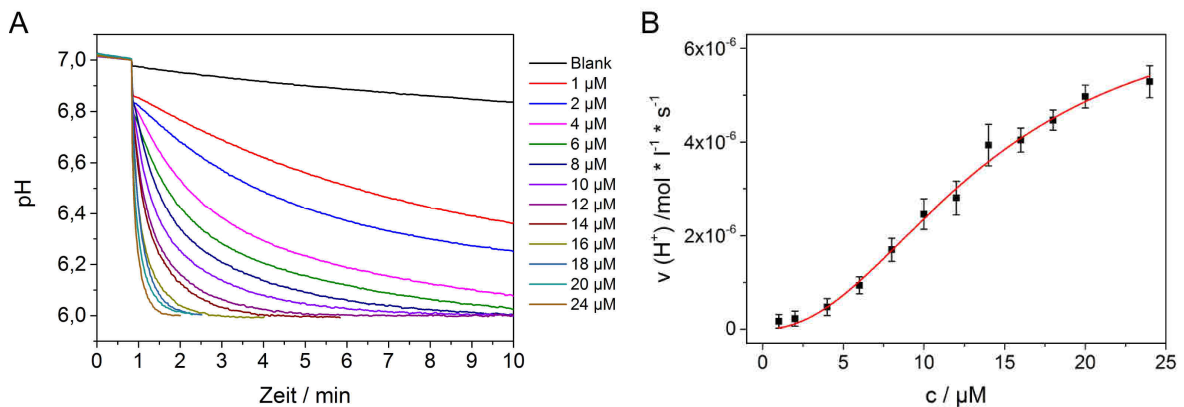 A
pH
7,0
6,8
6,6
6,4
6,2
6,0
0 1 2 3 4 5 6 7 8 9 10
Zeit / min
Blank
1 µM
2 µM
4 µM
6 µM
8 µM
10 µM
12 µM
14 µM
16 µM
18 µM
20 µM
24 µM
B
v (H⁺) /mol * l⁻¹ * s⁻¹
6x10⁻⁶
4x10⁻⁶
2x10⁻⁶
0
0 5 10 15 20 25
c / µM